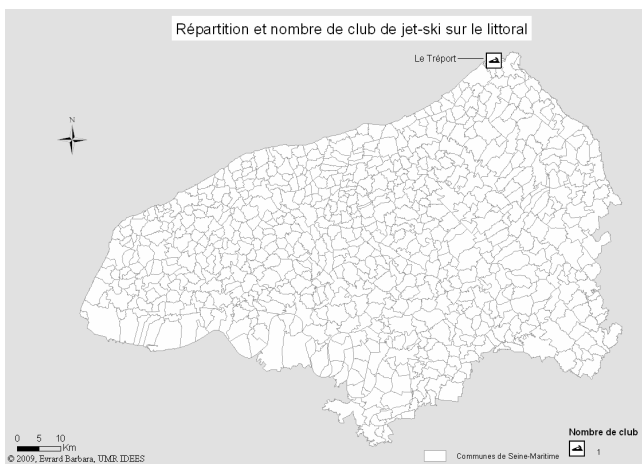 Répartition et nombre de club de jet-ski sur le littoral
Le Tréport
N
0 5 10
Km
© 2009, Evrard Barbara, UMR IDEES
Communes de Seine-Maritime
Nombre de club
1